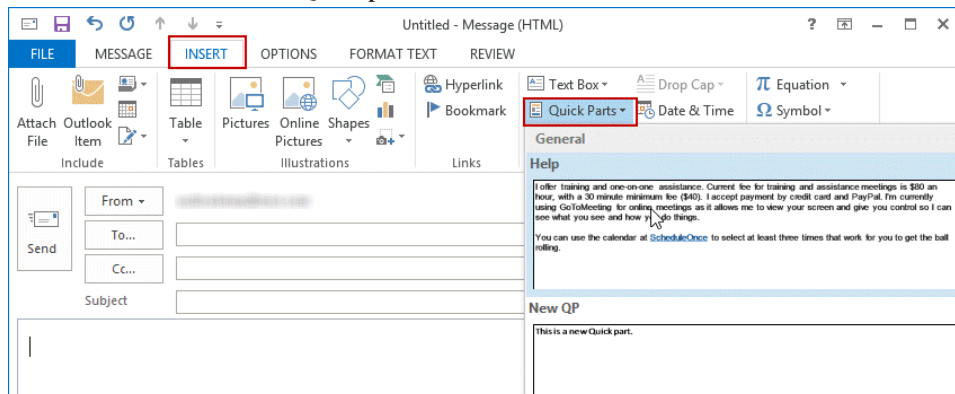 Untitled - Message (HTML)
FILE MESSAGE INSERT OPTIONS FORMAT TEXT REVIEW
Attach File
Outlook Item
Include
Table
Tables
Pictures
Online Pictures
Shapes
Illustrations
Hyperlink
Bookmark
Links
Text Box
Quick Parts
Drop Cap
Date & Time
π Equation
Ω Symbol
General
Help
I offer training and one-on-one assistance. Current fee for training and assistance meetings is $80 an
hour, with a 30 minute minimum fee ($40). I accept payment by credit card and PayPal. I'm currently
using GoToMeeting for online meetings as it allows me to view your screen and give you control so I can
see what you see and how you do things.
You can use the calendar at ScheduleOnce to select at least three times that work for you to get the ball
rolling.
New QP
This is a new Quick part.
Send
From
To...
Cc...
Subject